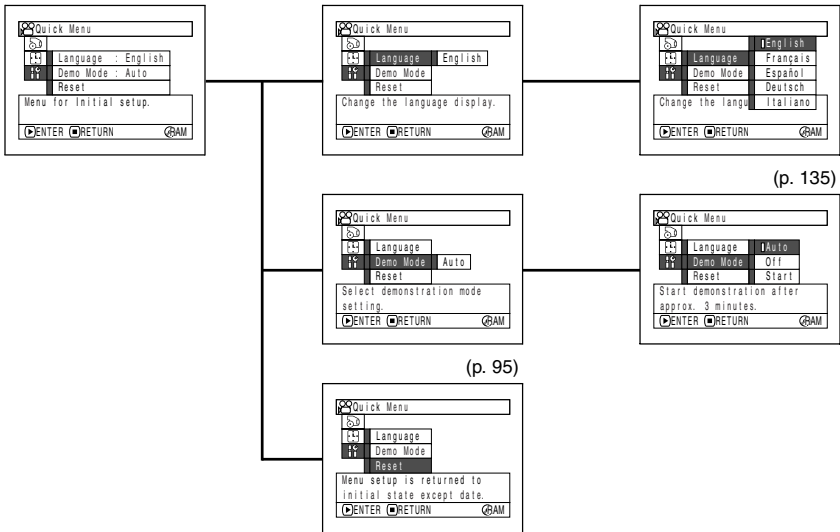 Quick Menu
Language : English
Demo Mode : Auto
Reset
Menu for Initial setup.
ENTER RETURN RAM
Quick Menu
Language English
Demo Mode
Reset
Change the language display.
ENTER RETURN RAM
Quick Menu
English
Language Français
Demo Mode Español
Reset Deutsch
Change the langu Italiano
ENTER RETURN RAM
(p. 135)
Quick Menu
Language
Demo Mode Auto
Reset
Select demonstration mode
setting.
ENTER RETURN RAM
(p. 95)
Quick Menu
Language Auto
Demo Mode Off
Reset Start
Start demonstration after
approx. 3 minutes.
ENTER RETURN RAM
Quick Menu
Language
Demo Mode
Reset
Menu setup is returned to
initial state except date.
ENTER RETURN RAM